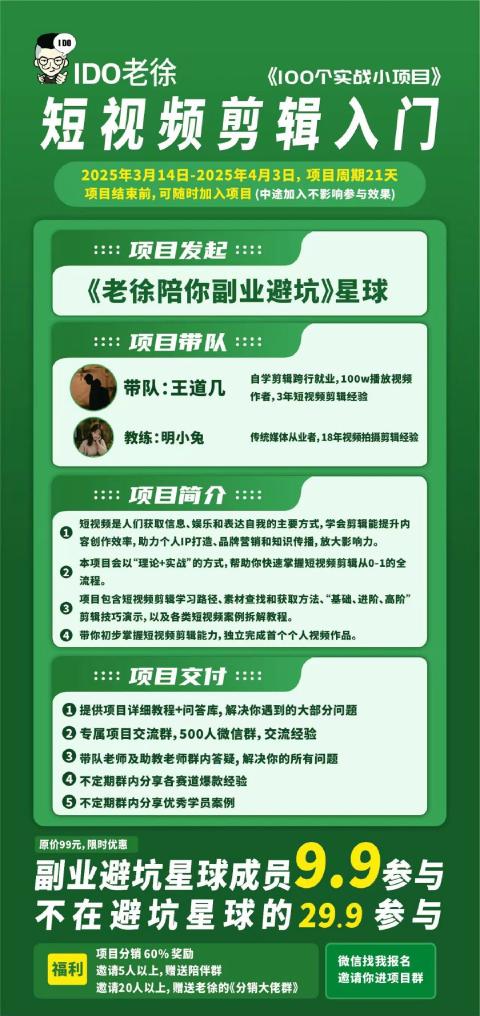 IDO
IDO老徐
《100个实战小项目》
短视频剪辑入门
2025年3月14日-2025年4月3日，项目周期21天
项目结束前，可随时加入项目（中途加入不影响参与效果）
项目发起
《老徐陪你副业避坑》星球
项目带队
带队：王道几
自学剪辑跨行就业，100w播放视频
作者，3年短视频剪辑经验
教练：明小兔
传统媒体从业者，18年视频拍摄剪辑经验
项目简介
1 短视频是人们获取信息、娱乐和表达自我的主要方式，学会剪辑能提升内
容创作效率，助力个人IP打造、品牌营销和知识传播，放大影响力。
2 本项目会以“理论+实战”的方式，帮助你快速掌握短视频剪辑从0-1的全
流程。
3 项目包含短视频剪辑学习路径、素材查找和获取方法、“基础、进阶、高阶”
剪辑技巧演示，以及各类短视频案例拆解教程。
4 带你初步掌握短视频剪辑能力，独立完成首个个人视频作品。
项目交付
1 提供项目详细教程+问答库，解决你遇到的大部分问题
2 专属项目交流群，500人微信群，交流经验
3 带队老师及助教老师群内答疑，解决你的所有问题
4 不定期群内分享各赛道爆款经验
5 不定期群内分享优秀学员案例
原价99元，限时优惠
副业避坑星球成员9.9参与
不在避坑星球的29.9参与
福利
项目分销60%奖励
邀请5人以上，赠送陪伴群
邀请20人以上，赠送老徐的《分销大佬群》
微信找我报名
邀请你进项目群